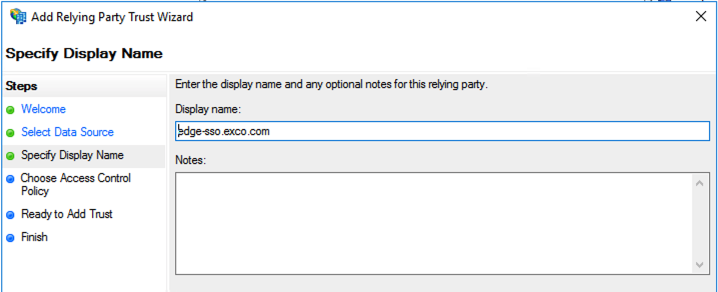 Add Relying Party Trust Wizard
Specify Display Name
Steps
Welcome
Select Data Source
Specify Display Name
Choose Access Control
Policy
Ready to Add Trust
Finish
Enter the display name and any optional notes for this relying party.
Display name:
edge-sso.exco.com
Notes: